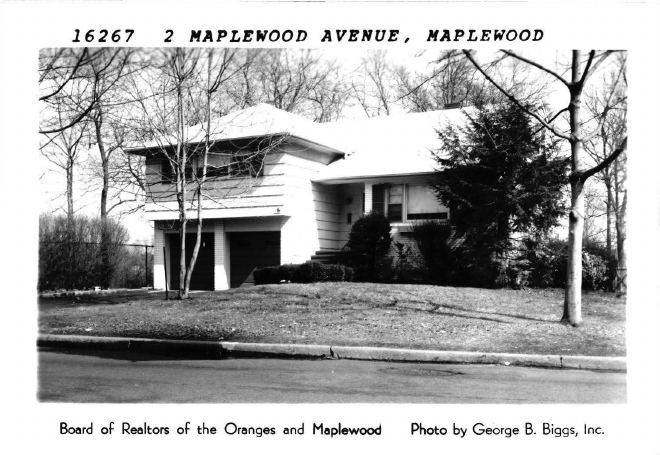 16267 2 MAPLEWOOD AVENUE, MAPLEWOOD
Board of Realtors of the Oranges and Maplewood Photo by George B. Biggs, Inc.